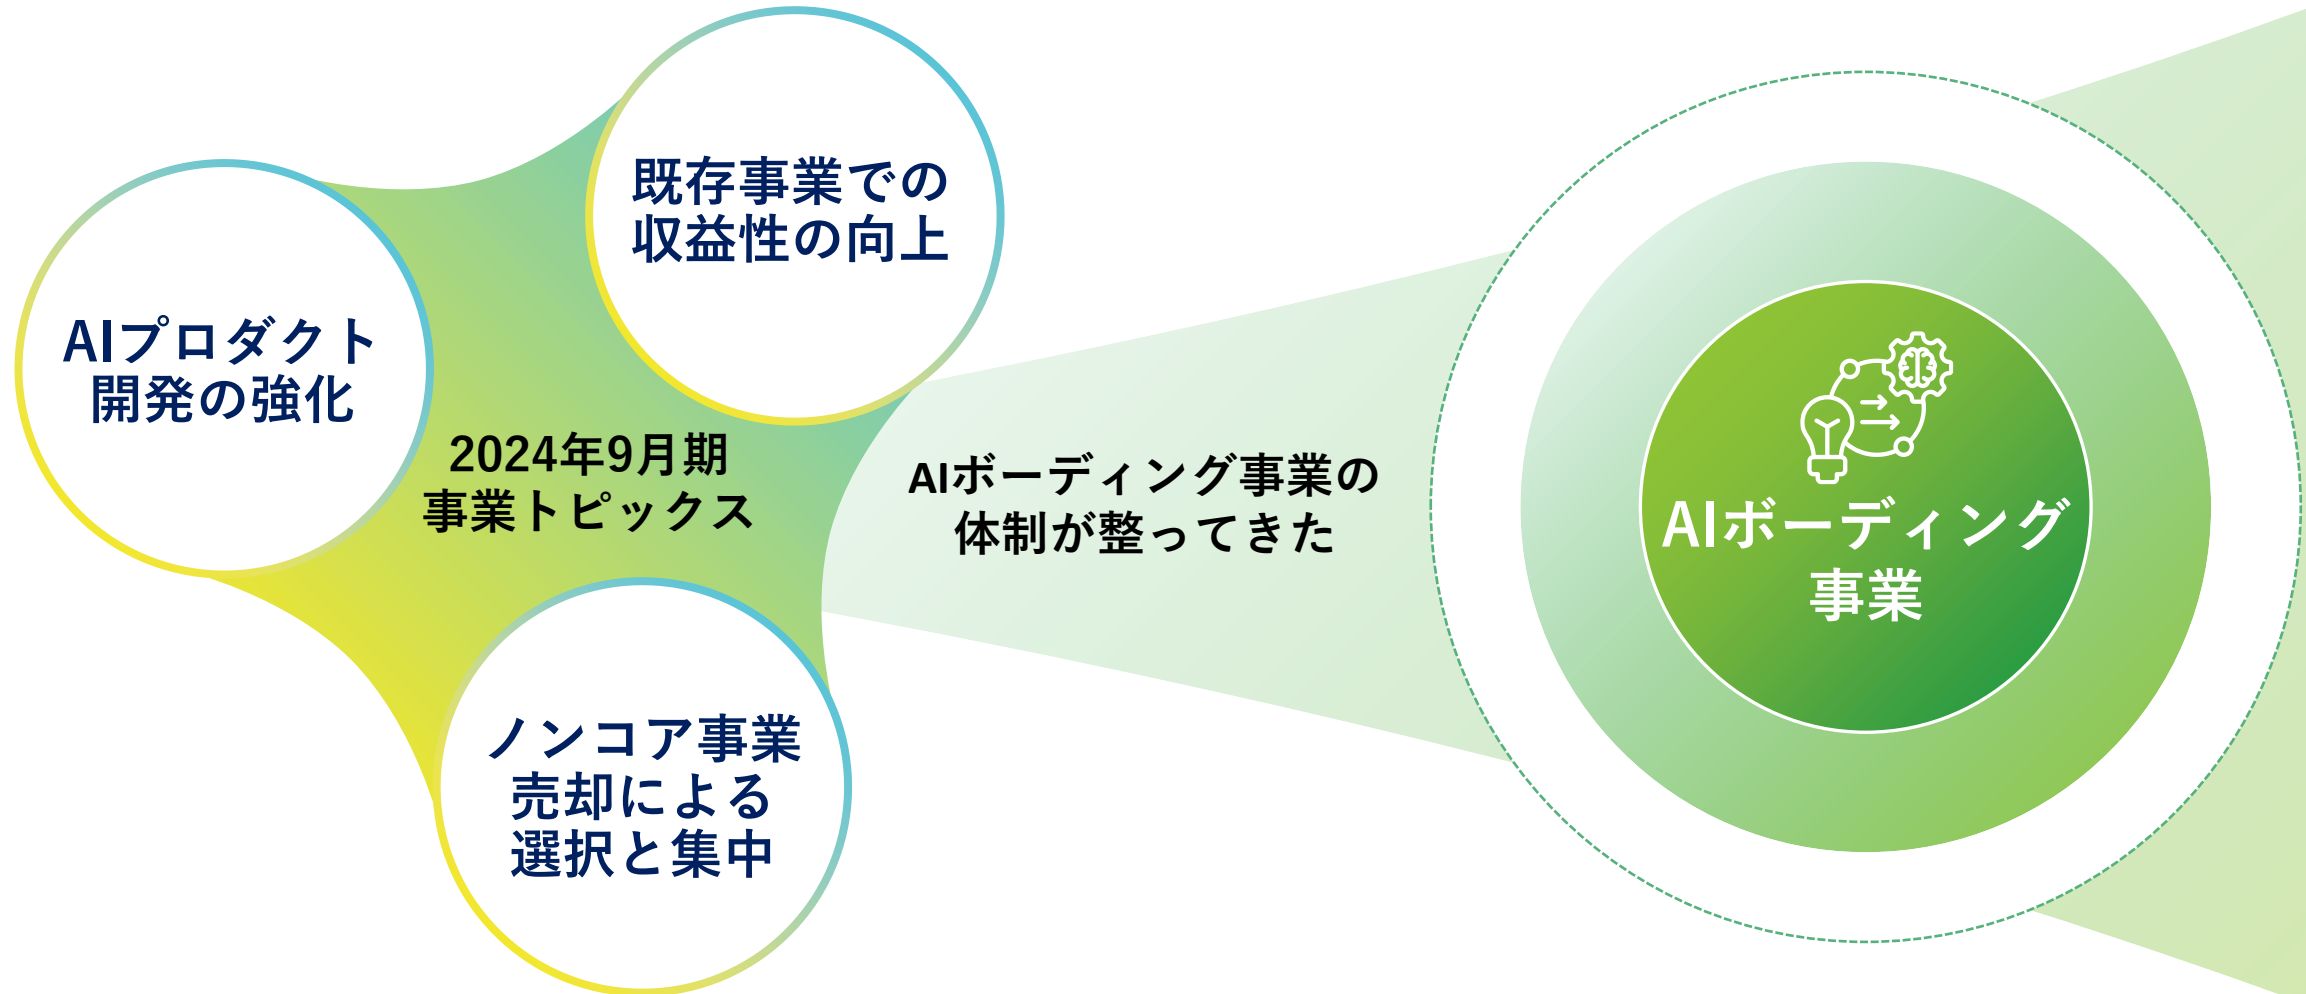 既存事業での
収益性の向上
AIプロダクト
開発の強化
2024年9月期
事業トピックス
ノンコア事業
売却による
選択と集中
AIボーディング事業の
体制が整ってきた
AIボーディング
事業